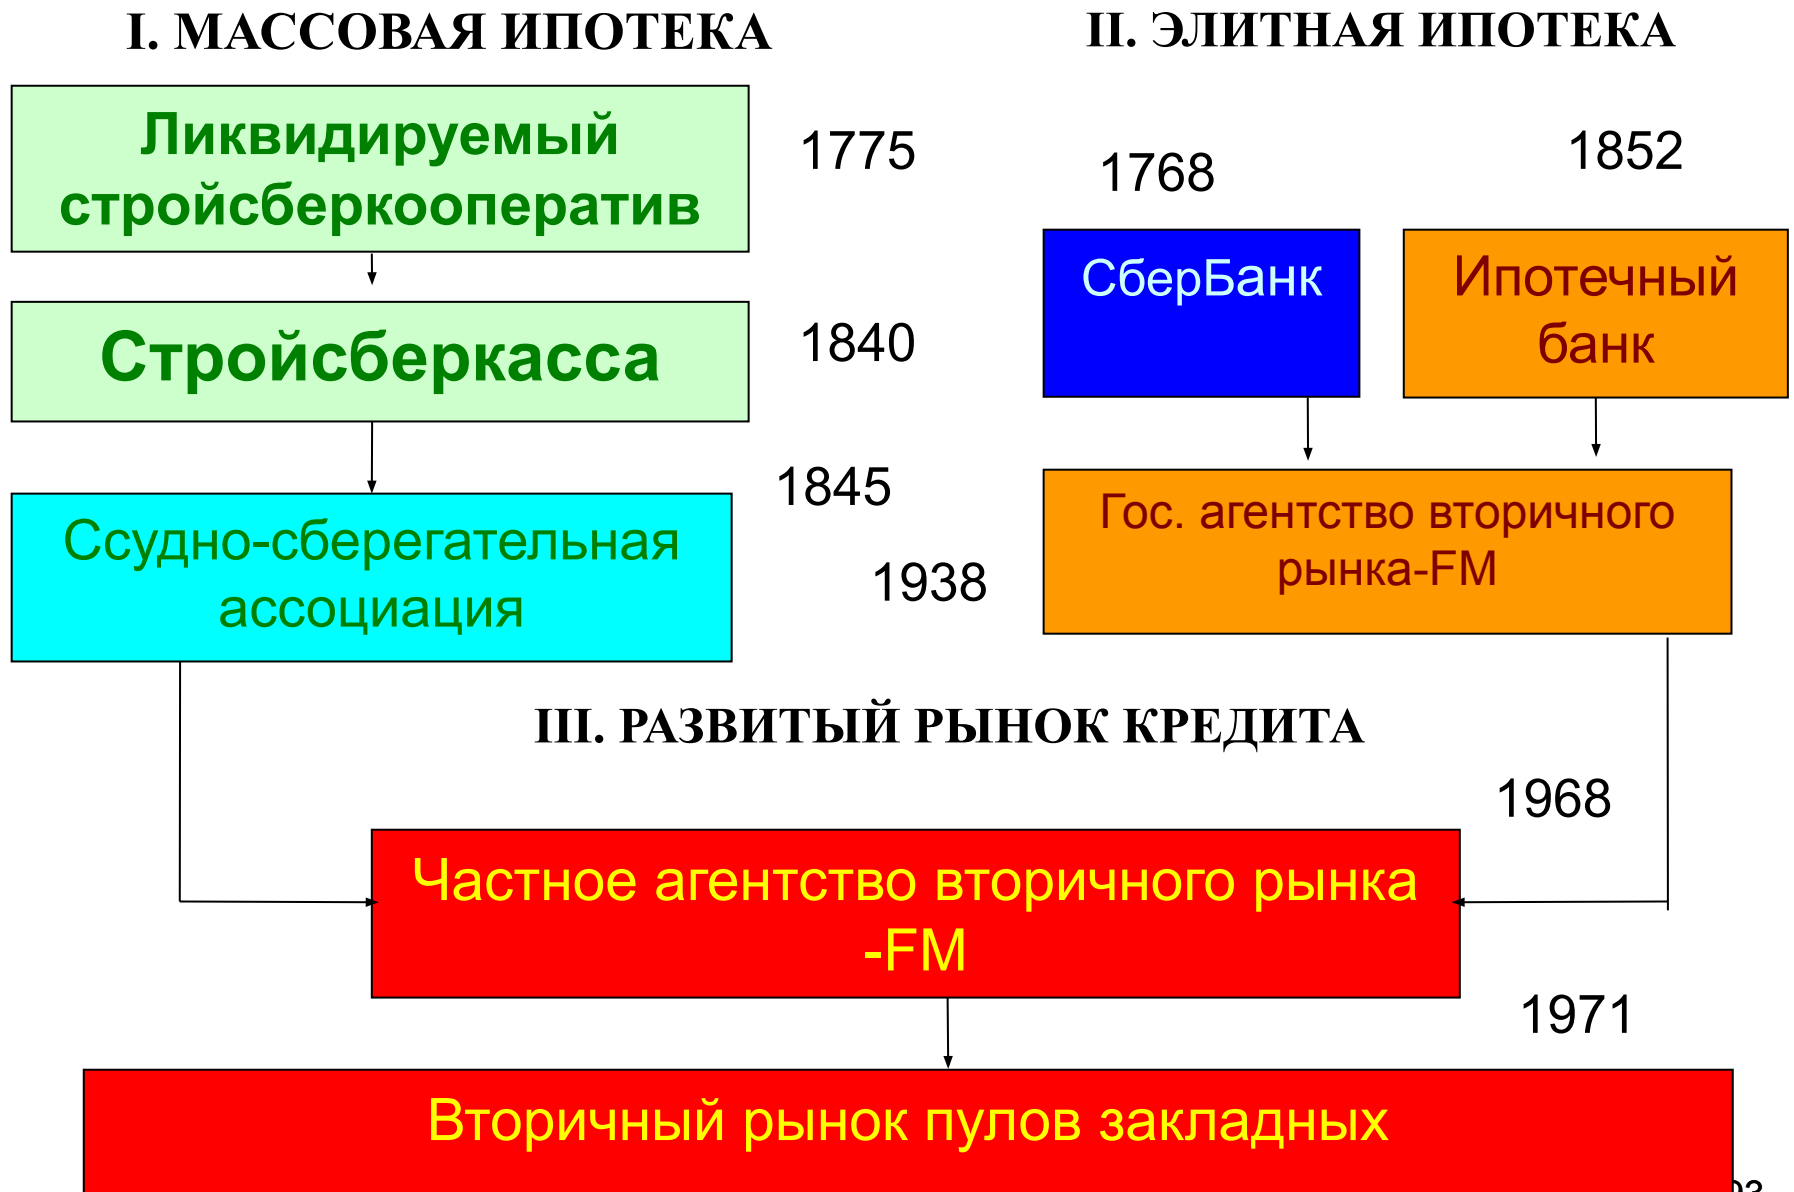 I. МАССОВАЯ ИПОТЕКА
II. ЭЛИТНАЯ ИПОТЕКА
Ликвидируемый
стройсберкооператив
1775
1768
1852
СберБанк
Ипотечный
банк
Стройсберкасса
1840
1845
Ссудно-сберегательная
ассоциация
1938
Гос. агентство вторичного
рынка-FM
III. РАЗВИТЫЙ РЫНОК КРЕДИТА
1968
Частное агентство вторичного рынка
-FM
1971
Вторичный рынок пулов закладных